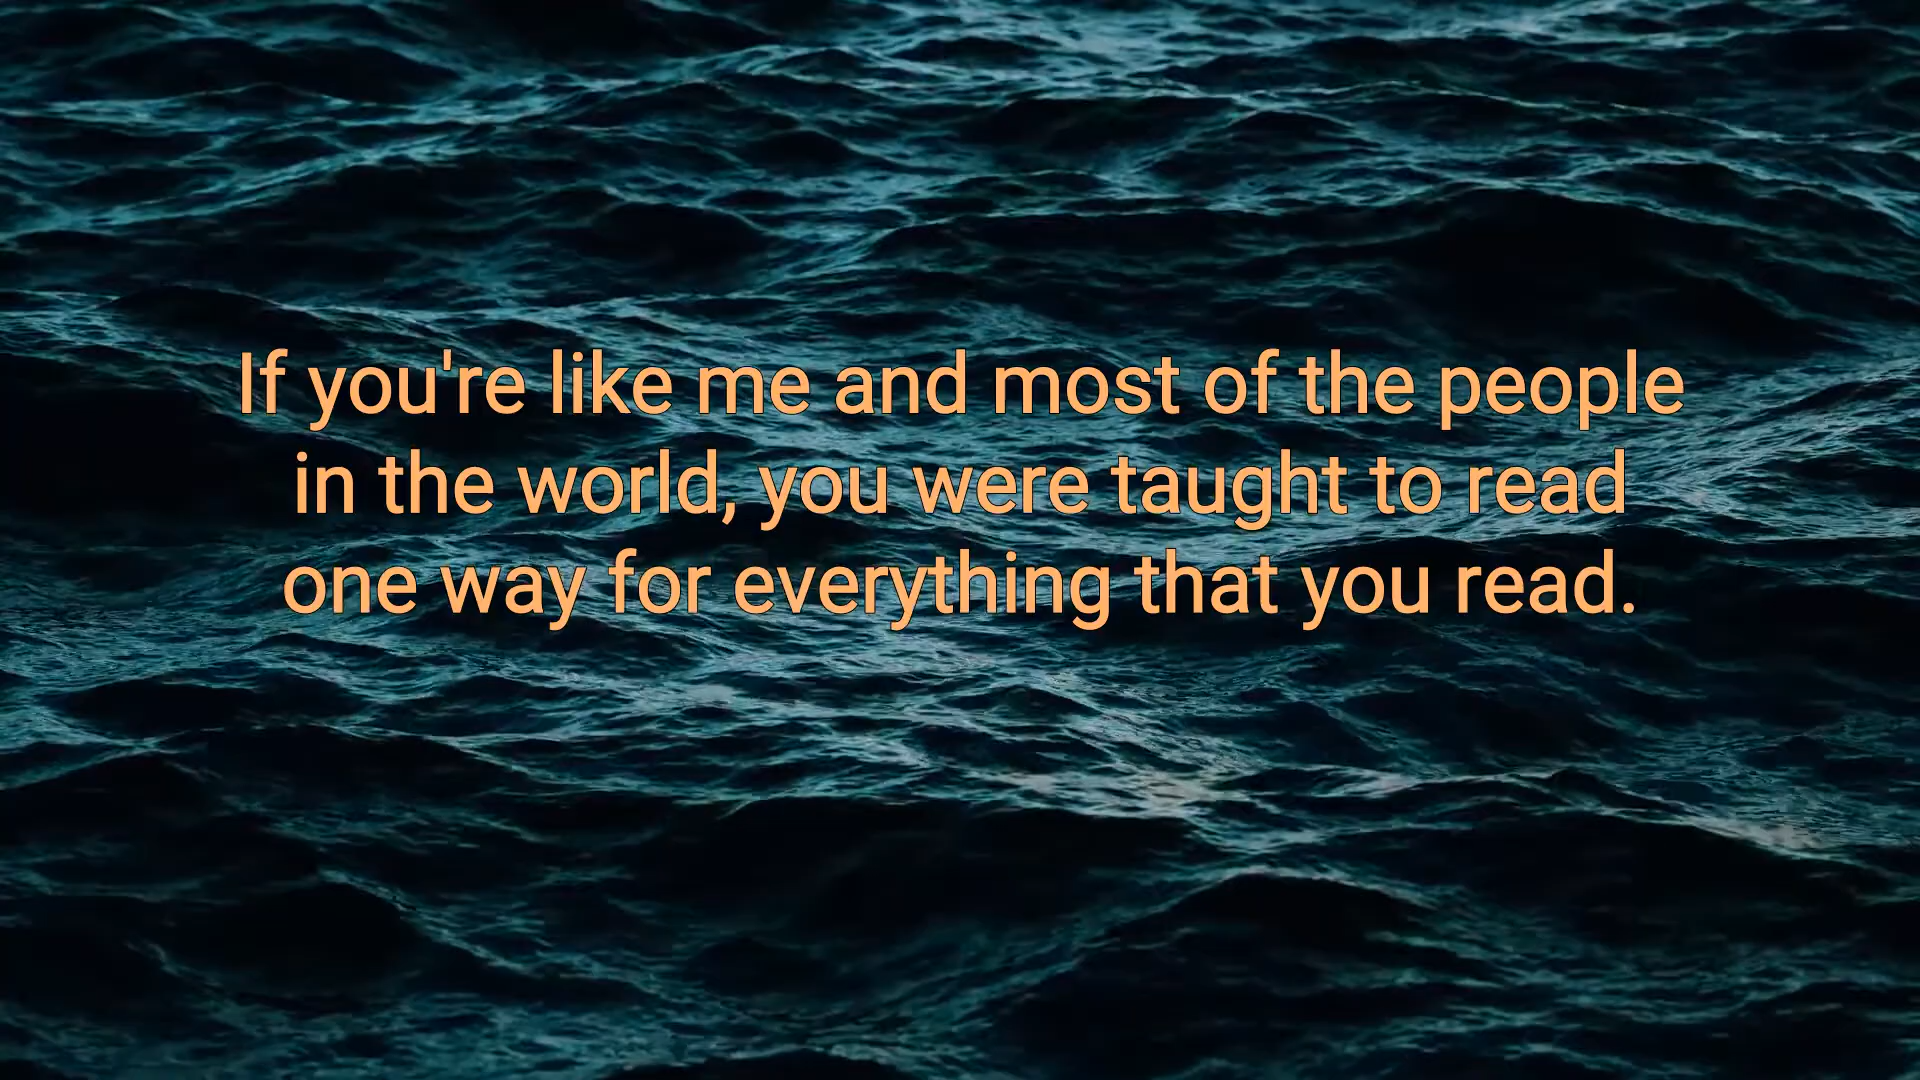 If you're like me and most of the people
in the world, you were taught to read
one way for everything that you read.